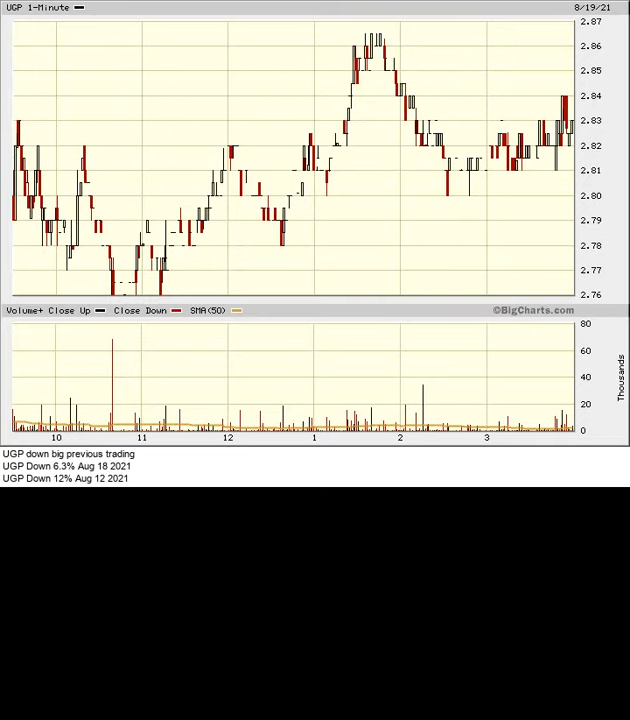 UGP 1-Minute 8/19/21
2.87
2.86
2.85
2.84
2.83
2.82
2.81
2.80
2.79
2.78
2.77
2.76
Volume+ Close Up Close Down SMA(50) ©BigCharts.com
80
60
40
20
0
Thousands
10 11 12 1 2 3
UGP down big previous trading
UGP Down 6.3% Aug 18 2021
UGP Down 12% Aug 12 2021